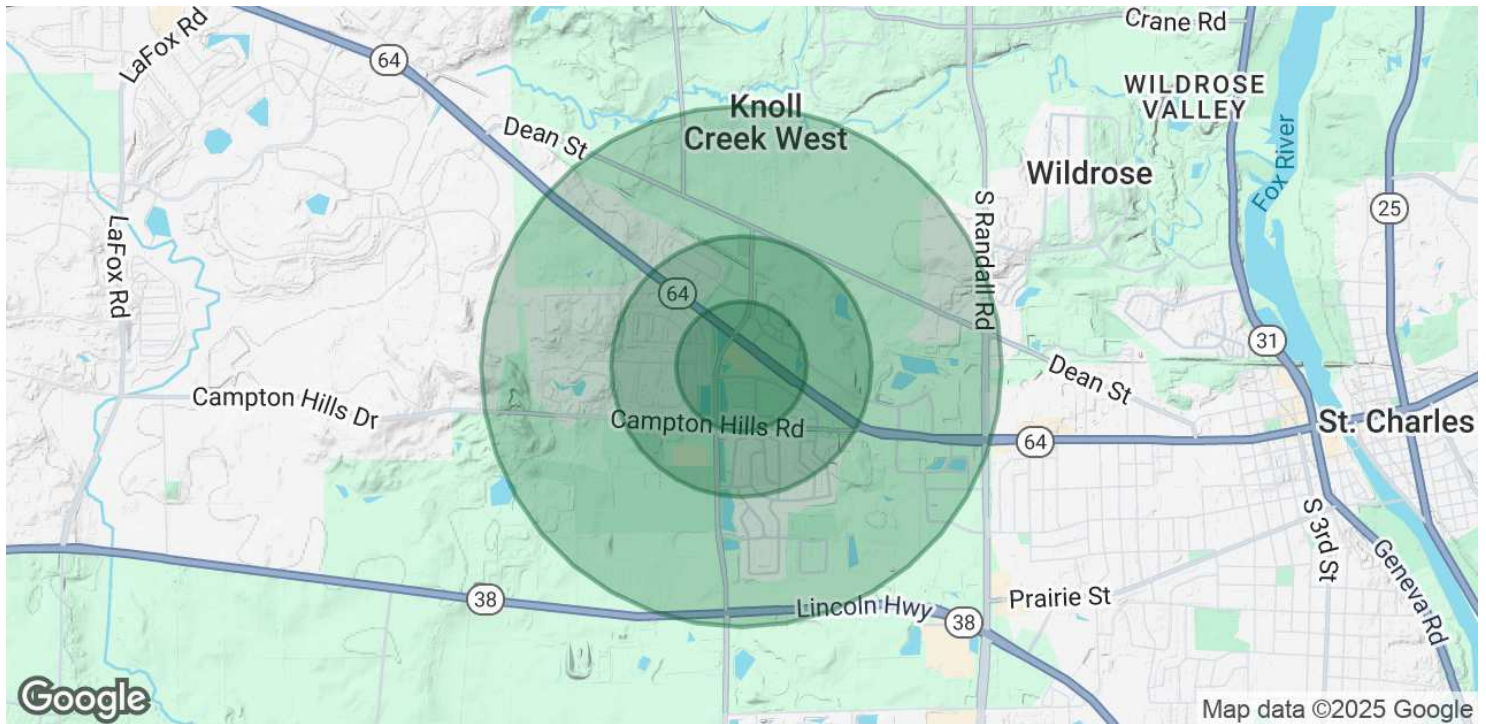 Crane Rd
LaFox Rd
64
WILDROSE
VALLEY
Knoll
Creek West
Dean St
Wildrose
Fox River
25
S Randall Rd
LaFox Rd
64
31
Dean St
Campton Hills Dr
Campton Hills Rd
64
St. Charles
S 3rd St
Geneva Rd
38
Lincoln Hwy
38
Prairie St
Google
Map data ©2025 Google